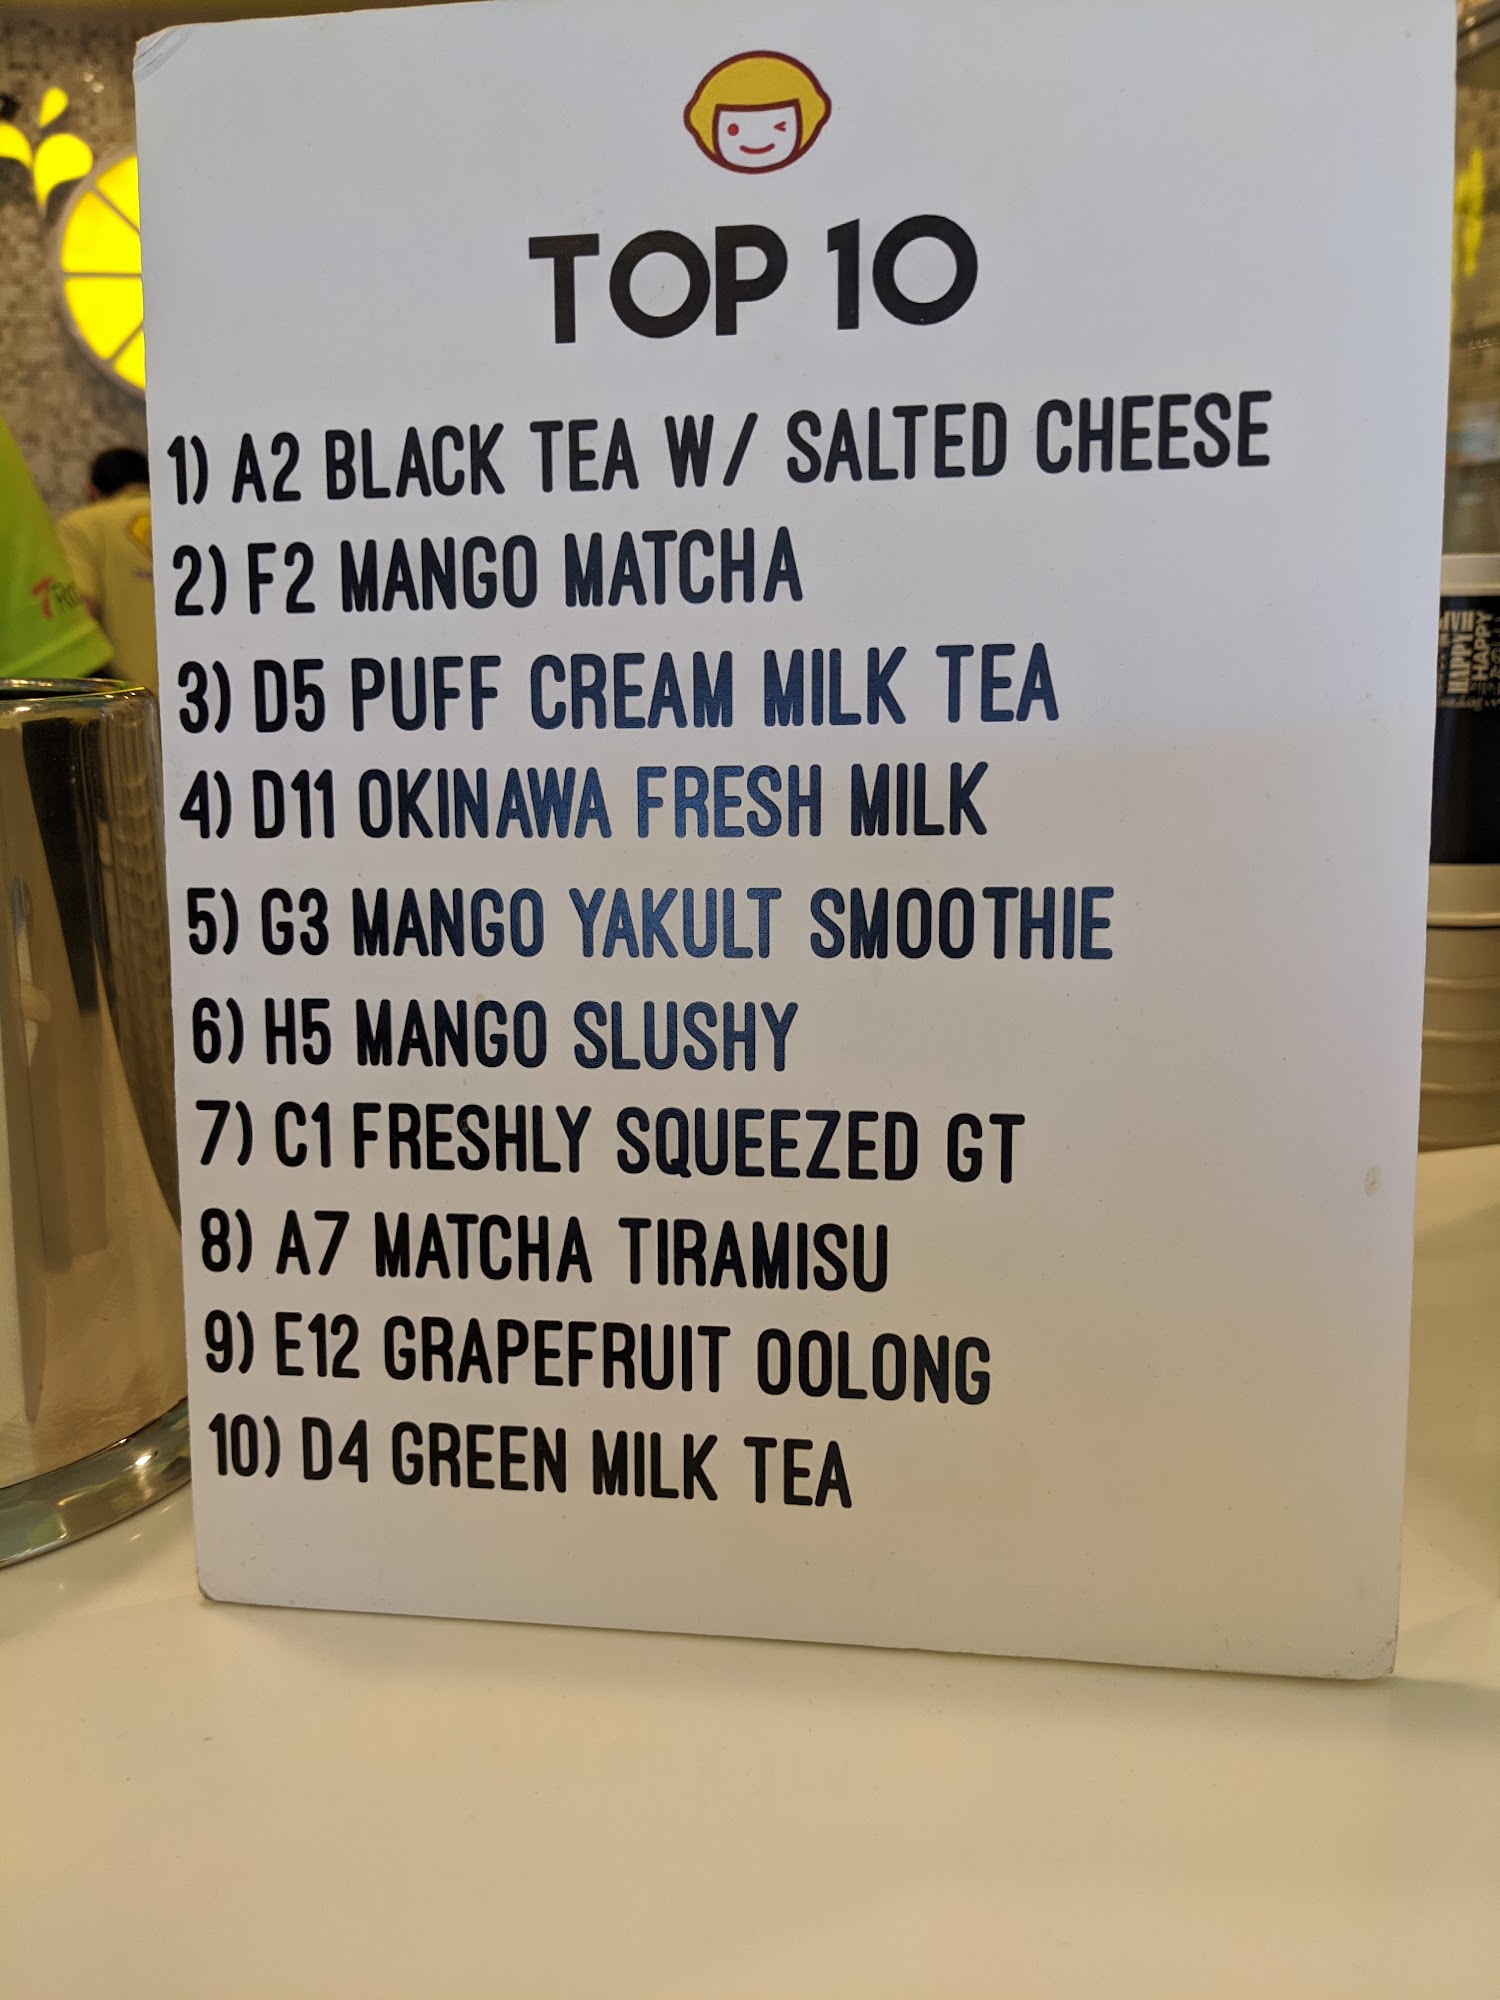 TOP 10
1) A2 BLACK TEA W/ SALTED CHEESE
2) F2 MANGO MATCHA
3) D5 PUFF CREAM MILK TEA
4) D11 OKINAWA FRESH MILK
5) G3 MANGO YAKULT SMOOTHIE
6) H5 MANGO SLUSHY
7) C1 FRESHLY SQUEEZED GT
8) A7 MATCHA TIRAMISU
9) E12 GRAPEFRUIT OOLONG
10) D4 GREEN MILK TEA
HAPPY
HAPPY